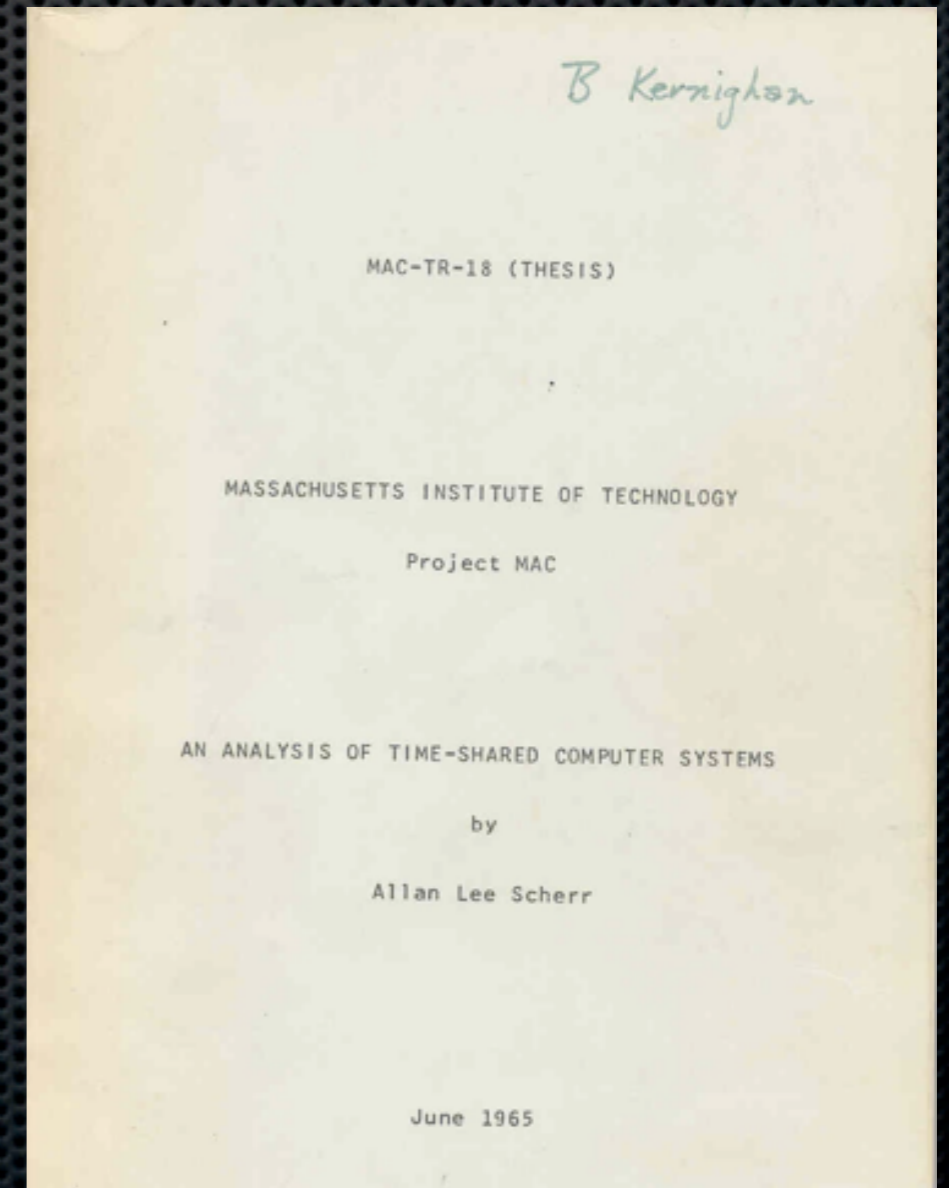 B Kernighan
MAC-TR-18 (THESIS)
MASSACHUSETTS INSTITUTE OF TECHNOLOGY
Project MAC
AN ANALYSIS OF TIME-SHARED COMPUTER SYSTEMS
by
Allan Lee Scherr
June 1965